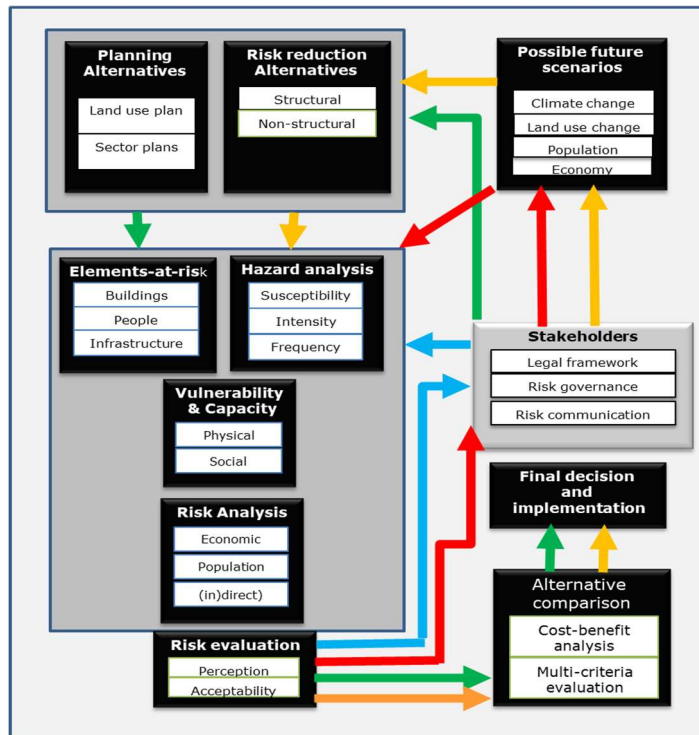 Planning
Alternatives
Land use plan
Sector plans
Risk reduction
Alternatives
Structural
Non-structural
Possible future
scenarios
Climate change
Land use change
Population
Economy
Elements-at-risk
Buildings
People
Infrastructure
Hazard analysis
Susceptibility
Intensity
Frequency
Stakeholders
Legal framework
Risk governance
Risk communication
Vulnerability
& Capacity
Physical
Social
Risk Analysis
Economic
Population
(in)direct)
Final decision
and
implementation
Alternative
comparison
Cost-benefit
analysis
Multi-criteria
evaluation
Risk evaluation
Perception
Acceptability